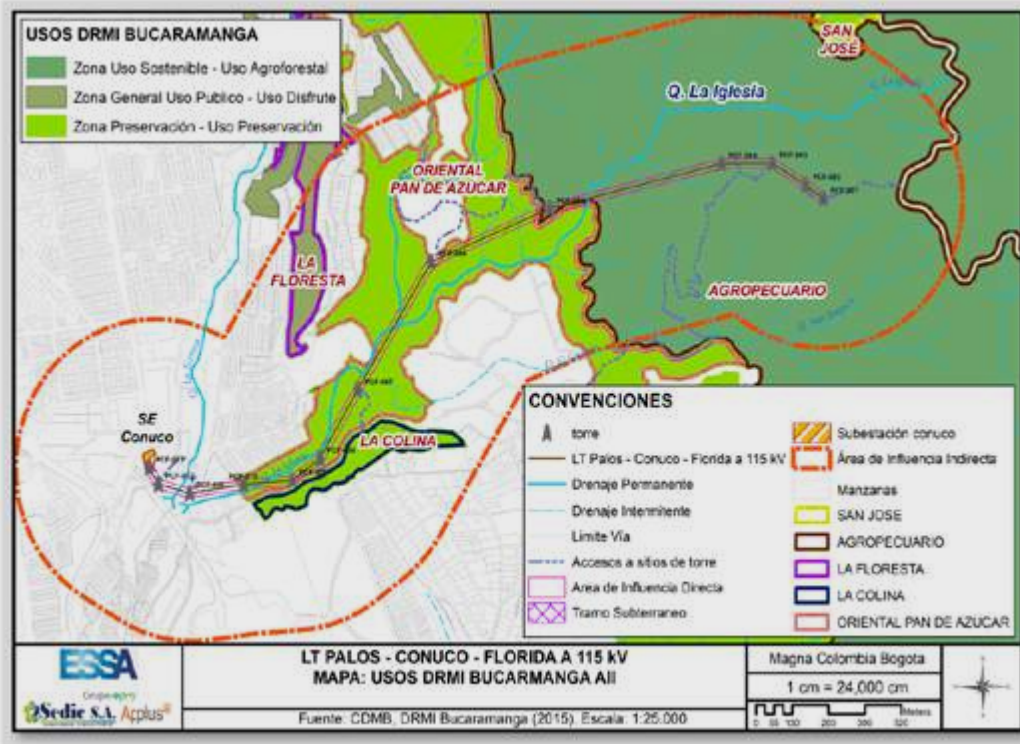 USOS DRMI BUCARAMANGA
Zona Uso Sostenible - Uso Agroforestal
Zona General Uso Publico - Uso Disfrute
Zona Preservación - Uso Preservación
SAN
JOSÉ
Q. La Iglesia
ORIENTAL
PAN DE AZÚCAR
LA
FLORESTA
AGROPECUARIO
SE
Conuco
LA COLINA
CONVENCIONES
torre
LT Palos - Conuco - Florida a 115 kV
Drenaje Permanente
Drenaje Intermitente
Limite Vía
Accesos a sitios de torre
Area de Influencia Directa
Tramo Subterraneo
Subestación conuco
Área de Influencia Indirecta
Manzanas
SAN JOSE
AGROPECUARIO
LA FLORESTA
LA COLINA
ORIENTAL PAN DE AZÚCAR
ESSA
Sedic S.A. Applus
LT PALOS - CONUCO - FLORIDA A 115 kV
MAPA: USOS DRMI BUCARMANGA AII
Fuente: CDMB, DRMI Bucaramanga (2015). Escala: 1:25.000
Magna Colombia Bogota
1 cm = 24,000 cm
Meters